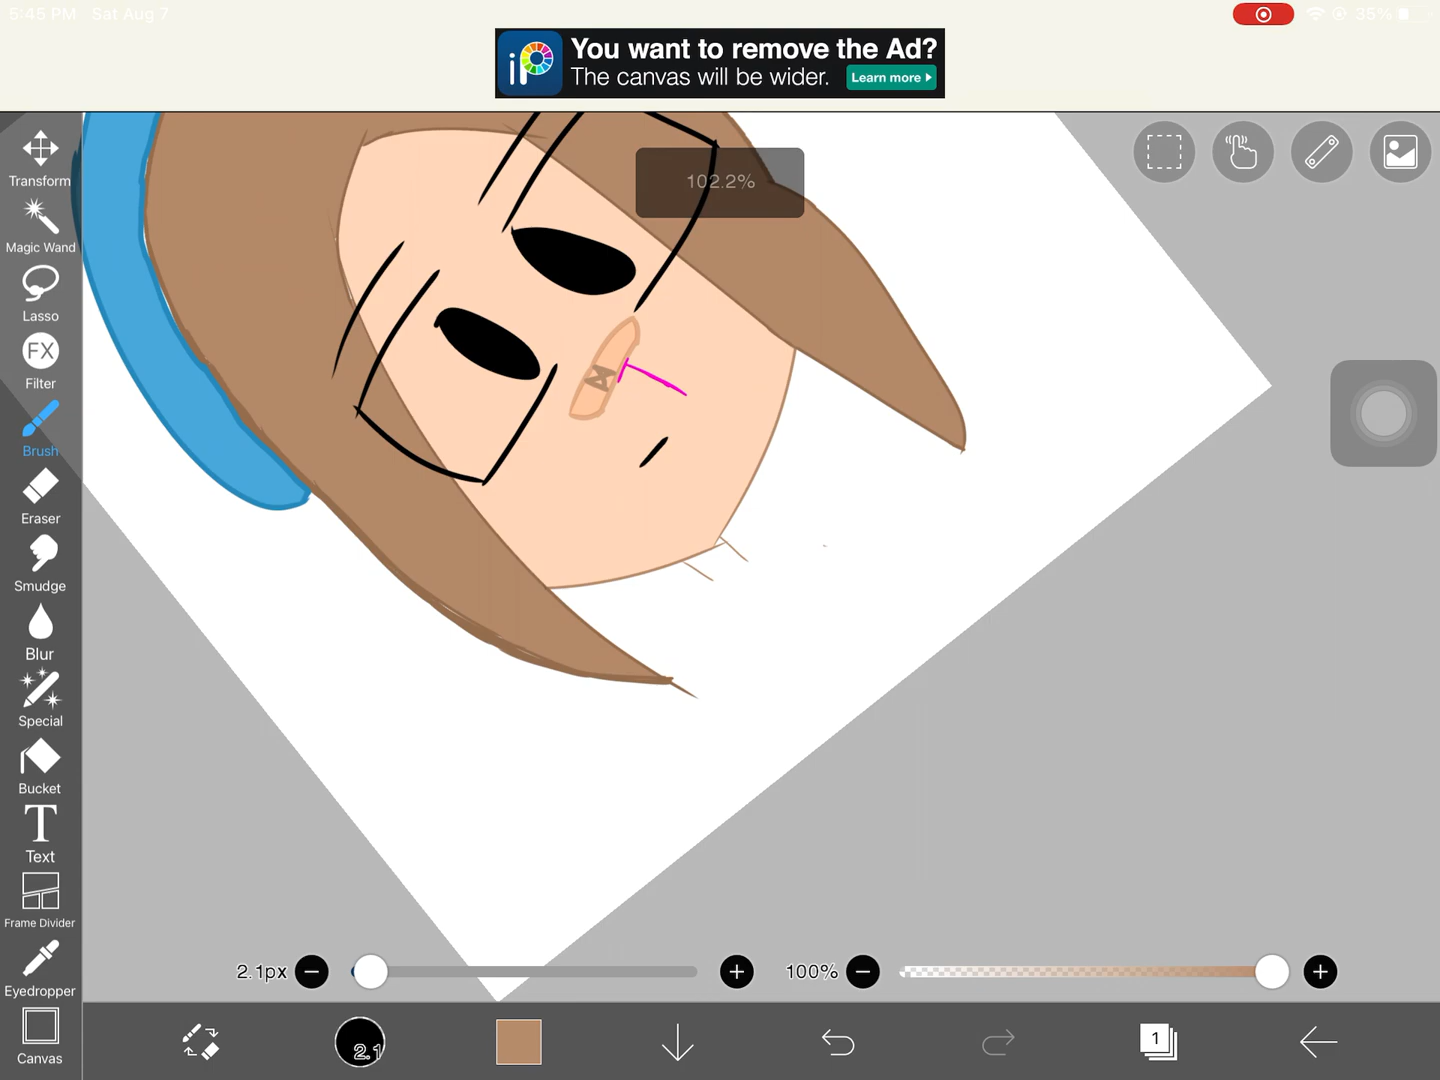 5:45 PM Sat Aug 7
35%
iP
You want to remove the Ad?
The canvas will be wider.
Learn more
102.2%
Transform
Magic Wand
Lasso
FX
Filter
Brush
Eraser
Smudge
Blur
Special
Bucket
T
Text
Frame Divider
Eyedropper
Canvas
2.1px
100%
2.1
1